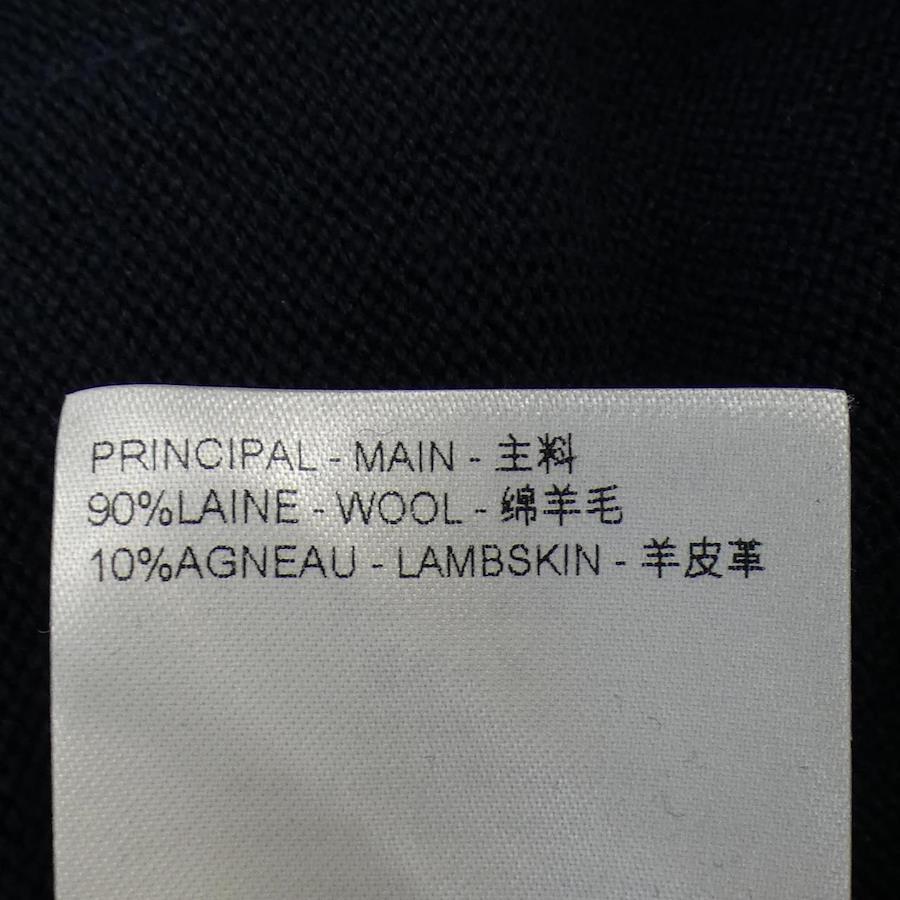 PRINCIPAL - MAIN - 主料
90%LAINE - WOOL - 绵羊毛
10%AGNEAU - LAMBSKIN - 羊皮革